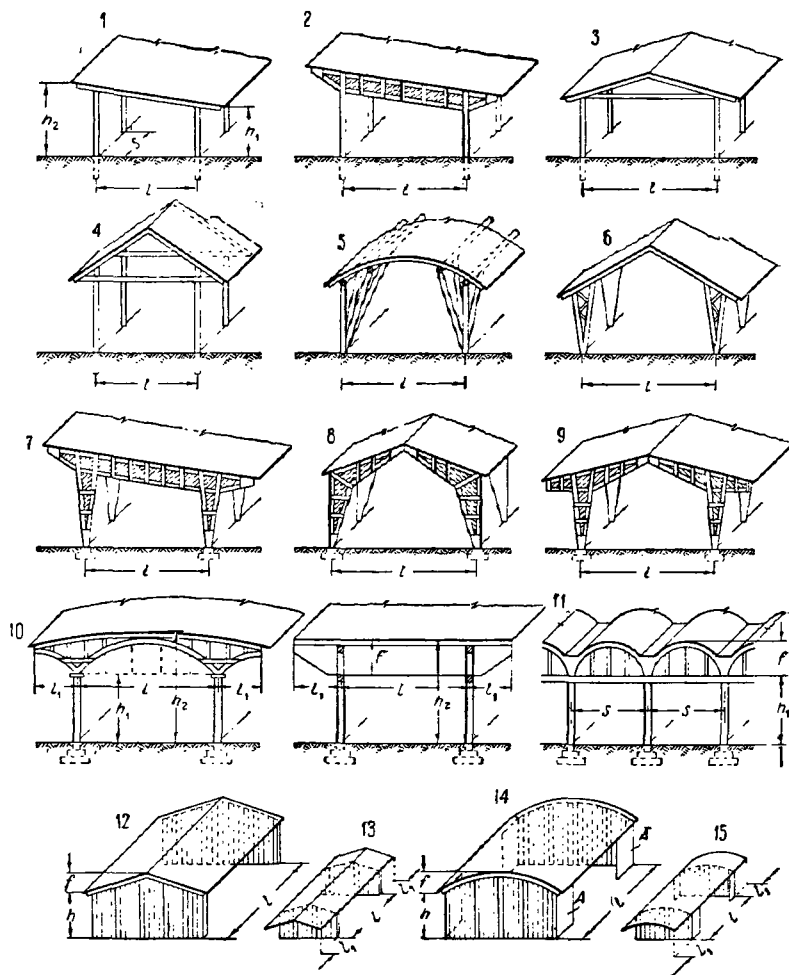 1 2 3
h₂ S h₁
l l l
4 5 6
l l l
7 8 9
l l l
10 11
l₁ l l₁ h₁ h₂ l₁ F l h₂ l₁ S S f h₁
12 13 14 15
f h l l l₁ f h A l Б l l₁